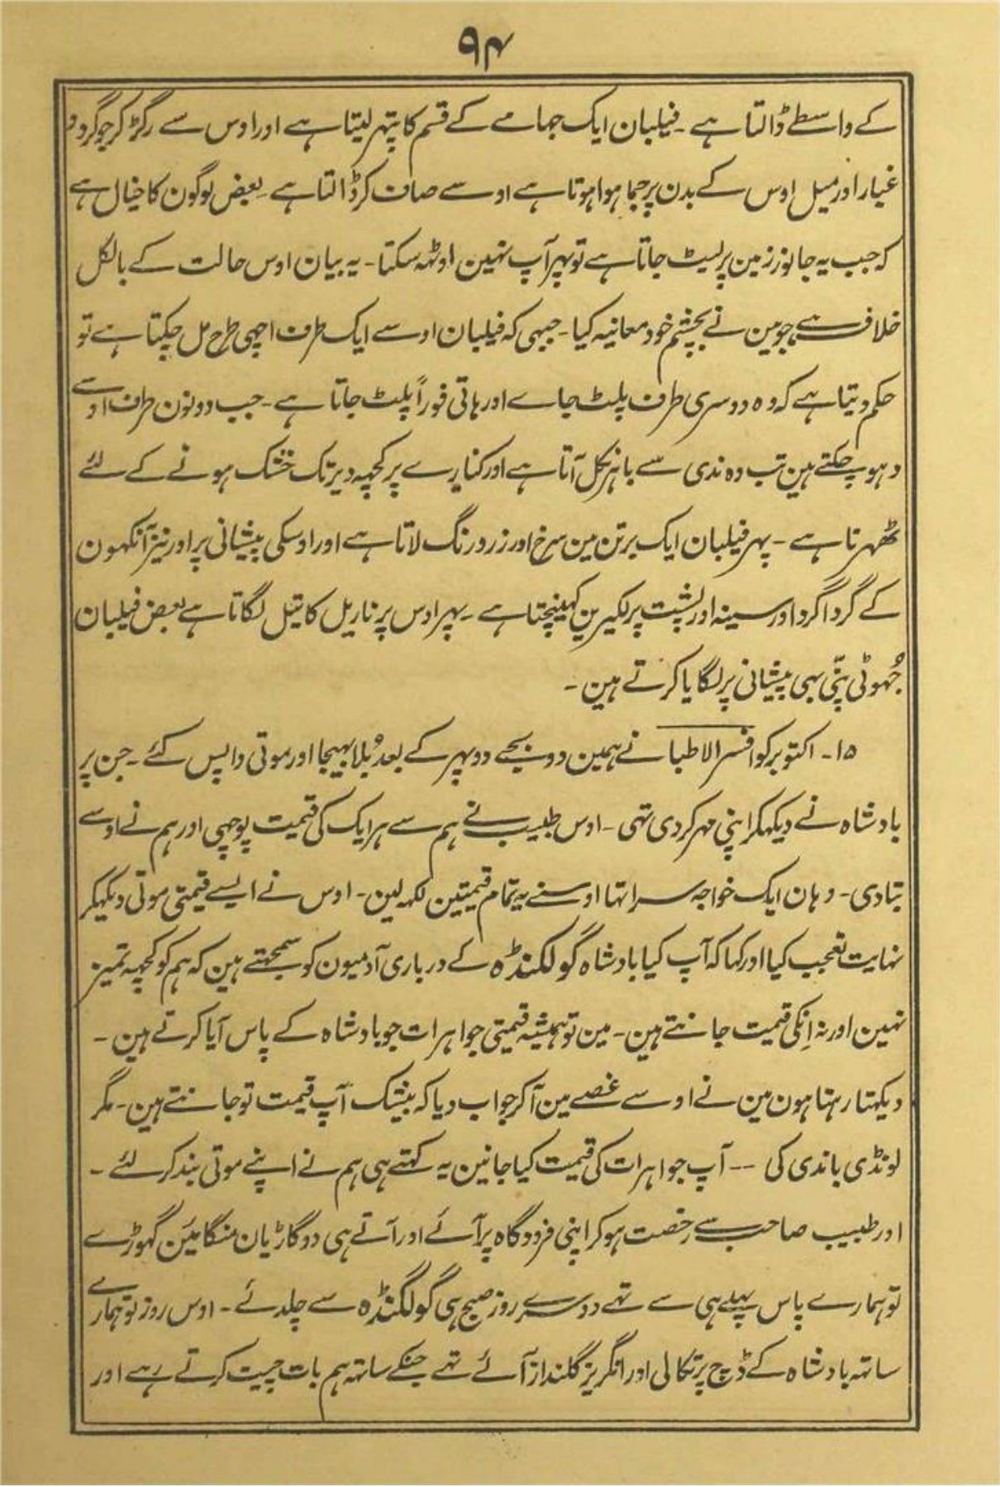 ۹۴
کے واسطے ڈالتا ہے ۔ فیلبان ایک جھامے کے قسم کا پتھر لیتا ہے اور اوس سے رگڑ کر جو گرد و
غبار اور میل اوس کے بدن پر جما ہوا ہوتا ہے اوسے صاف کر ڈالتا ہے ۔ بعض لوگون کا خیال ہے
کہ جب یہ جانور زمین پر لیٹ جاتا ہے تو پہر آپ نہین اوٹھہ سکتا ۔ یہ بیان اوس حالت کے بالکل
خلاف ہے جو مین نے بچشم خود معائنہ کیا ۔ جبہی کہ فیلبان اوسے ایک طرف اچھی طرح مل چکتا ہے تو
حکم دیتا ہے کہ وہ دوسری طرف پلٹ جاے اور ہاتی فوراً پلٹ جاتا ہے ۔ جب دونون طرف اوسے
دہو چکتے ہین تب وہ ندی سے باہر نکل آتا ہے اور کنارے پر کچہہ دیر تک خشک ہونے کے لئے
ٹھہرتا ہے ۔ پہر فیلبان ایک برتن مین سرخ اور زرد رنگ لاتا ہے اور اوسکی پیشانی پر اور نیز آنکہون
کے گرداگرد اور سینہ اور پشت پر لکیرین کہینچتا ہے ۔ پہر اوس پر ناریل کا تیل لگاتا ہے بعض فیلبان
جُہوٹی پنّی بہی پیشانی پر لگایا کرتے ہین ۔
۱۵ ۔ اکتوبر کو افسر الاطبا نے ہمین دو بجے دوپہر کے بعد بُلا بہیجا اور موتی واپس کئے ۔ جن پر
بادشاہ نے دیکہکر اپنی مہر کردی تہی ۔ اوس طبیب نے ہم سے ہر ایک کی قیمت پوچہی اور ہم نے اوسے
بتادی ۔ وہان ایک خواجہ سرا تہا اوسنے یہ تمام قیمتین لکہہ لین ۔ اوس نے ایسے قیمتی موتی دیکہکر
نہایت تعجب کیا اور کہا کہ آپ کیا بادشاہ گولکنڈہ کے درباری آدمیون کو سمجہتے ہین کہ ہم کو کچہہ تمیز
نہین اور نہ اِنکی قیمت جانتے ہین ۔ مین تو ہمیشہ قیمتی جواہرات جو بادشاہ کے پاس آیا کرتے ہین ۔
دیکہتا رہتا ہون مین نے اوسے غصے مین آکر جواب دیا کہ بیشک آپ قیمت تو جانتے ہین ۔ مگر
لونڈی باندی کی ۔۔ آپ جواہرات کی قیمت کیا جانین یہ کہتے ہی ہم نے اپنے موتی بند کر لئے ۔
اور طبیب صاحب سے رخصت ہو کر اپنی فرودگاہ پر آئے اور آتے ہی دو گاڑیان منگائین گہوڑے
تو ہمارے پاس پہلے ہی سے تہے دوسرے روز صبح ہی گولکنڈہ سے چلدئے ۔ اوس روز تو ہمارے
ساتہہ بادشاہ کے ڈچ پرتگالی اور انگریز گلنداز آئے تہے جنکے ساتہہ ہم بات چیت کرتے رہے اور